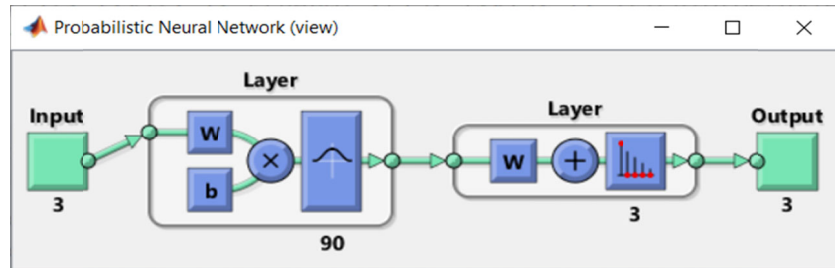 Probabilistic Neural Network (view)
Layer
Input
W
b
3
90
Layer
W
3
Output
3